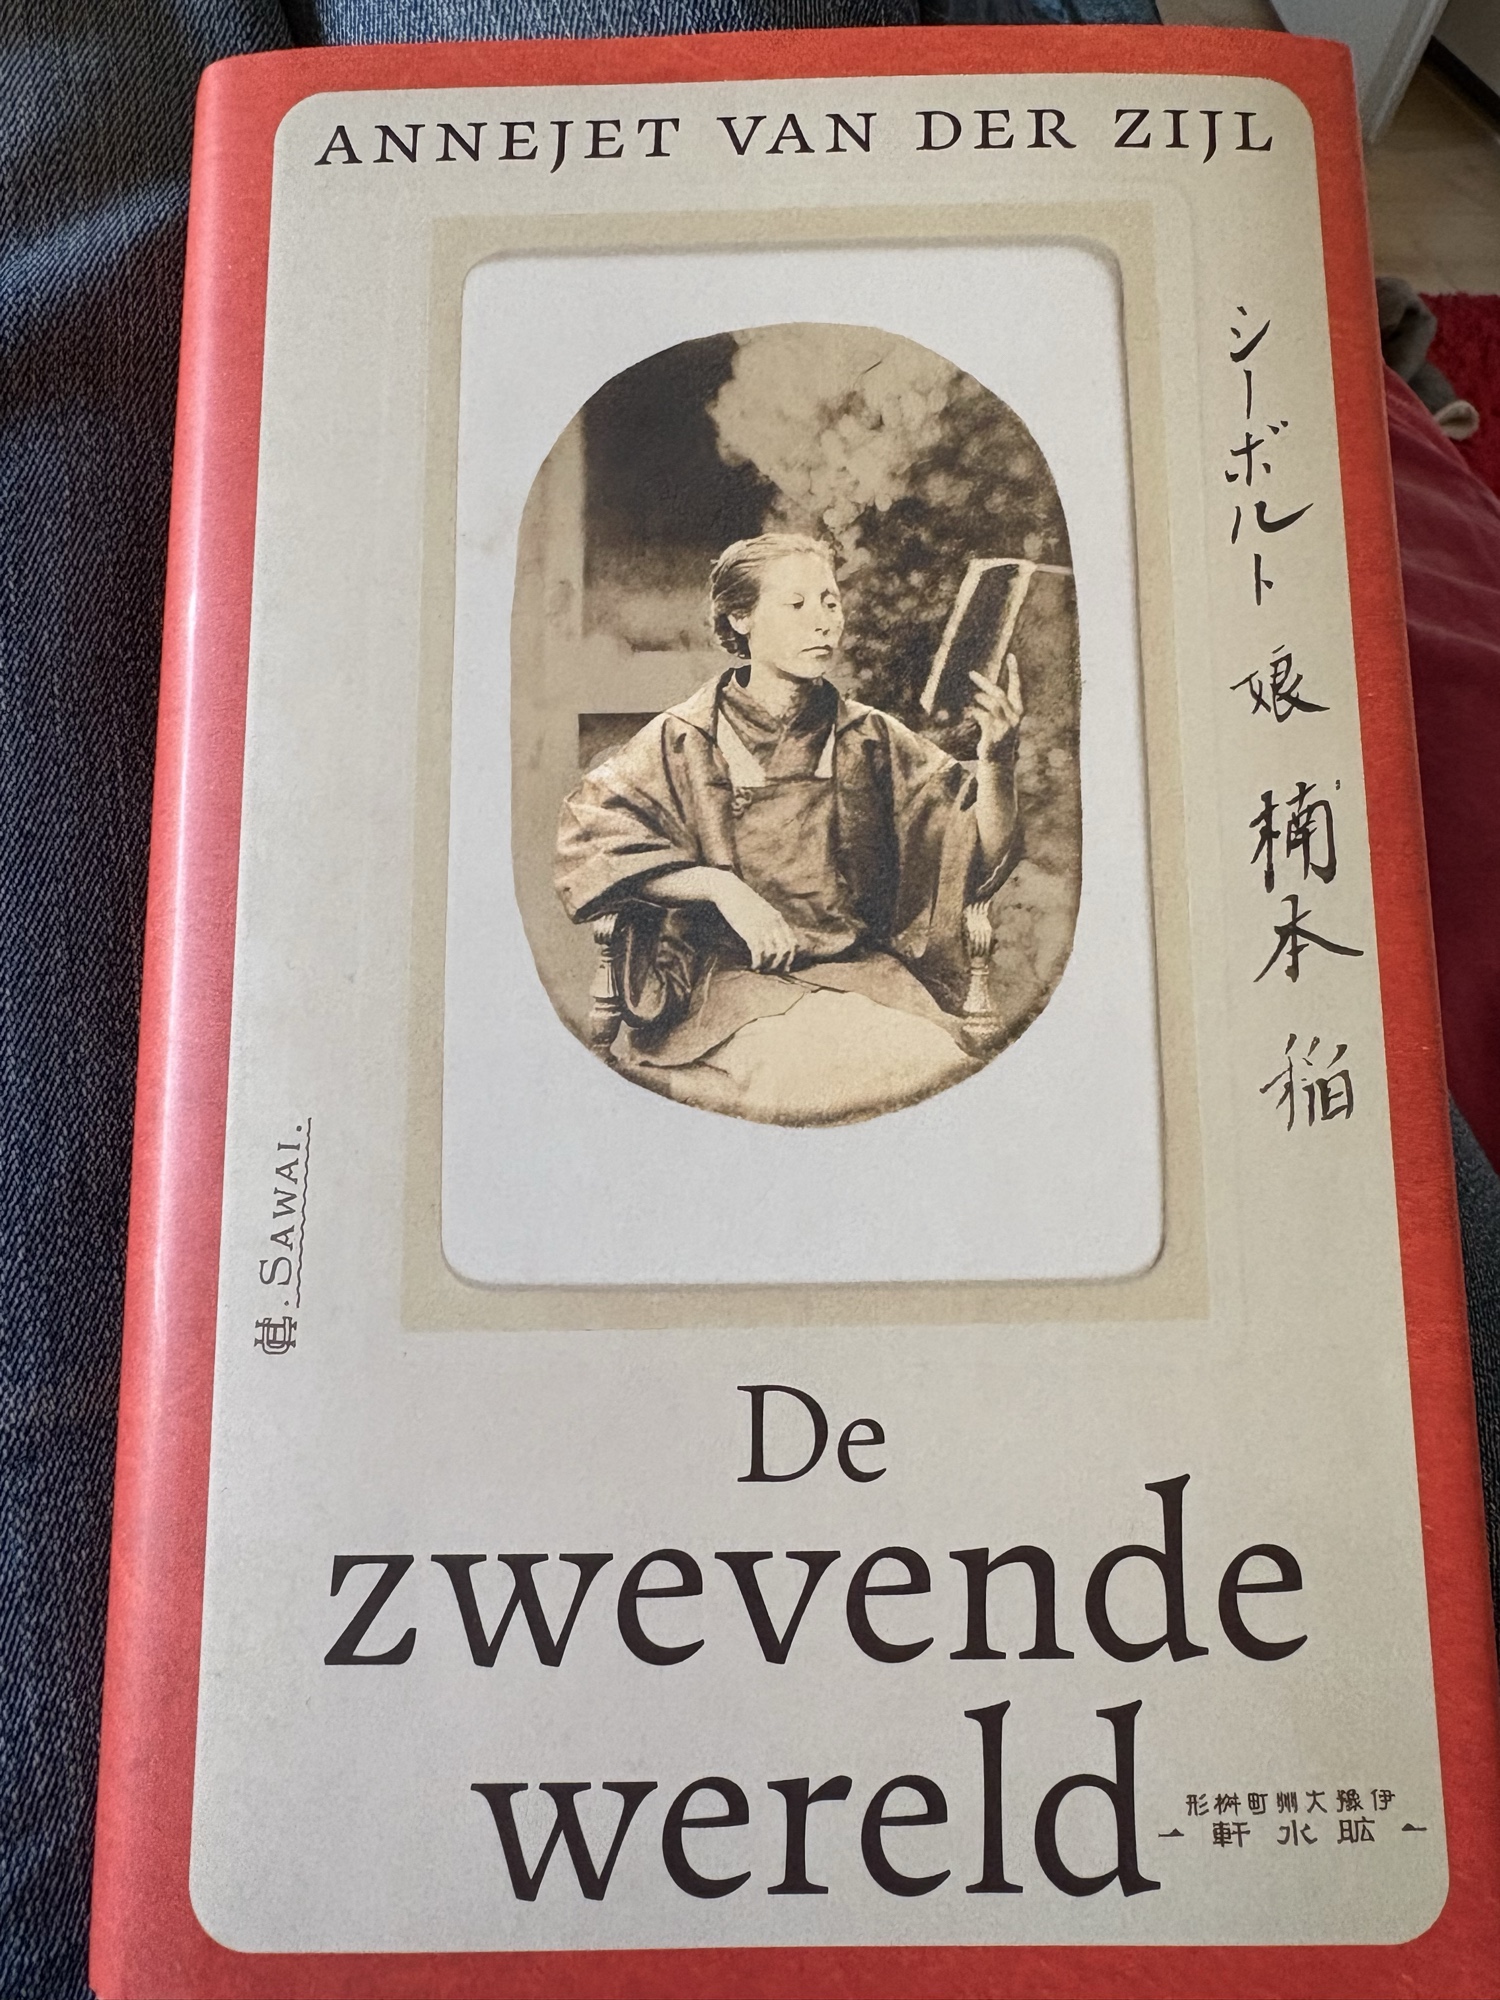 ANNEJET VAN DER ZIJL
シーボルト 娘 楠本 稲
H. SAWAI.
De
zwevende
wereld
形桝町州大豫伊
軒水昿